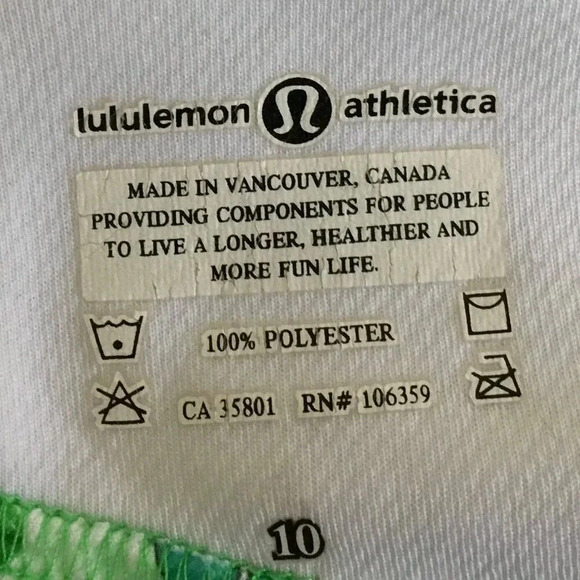 lululemon athletica
MADE IN VANCOUVER, CANADA
PROVIDING COMPONENTS FOR PEOPLE
TO LIVE A LONGER, HEALTHIER AND
MORE FUN LIFE.
100% POLYESTER
CA 35801 RN# 106359
10